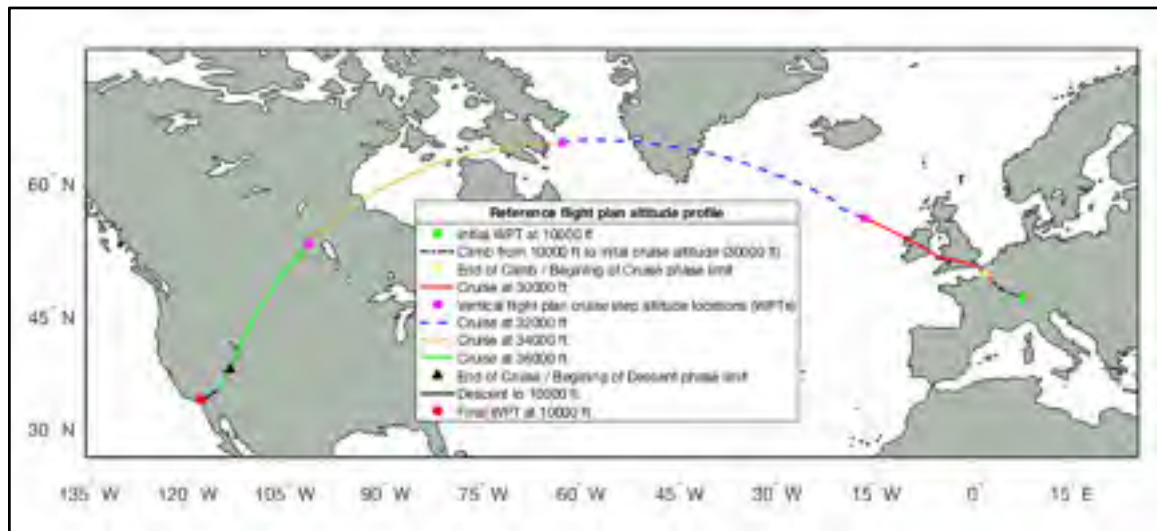 60° N
45° N
30° N
Reference flight plan altitude profile
Initial WPT at 10000 ft
Climb from 10000 ft to initial cruise altitude (30000 ft)
End of Climb / Begining of Cruise phase limit
Cruise at 30000 ft
Vertical flight plan cruise step altitude locations (WPTs)
Cruise at 32000 ft
Cruise at 34000 ft
Cruise at 36000 ft
End of Cruise / Begining of Descent phase limit
Descent to 10000 ft
Final WPT at 10000 ft
135° W 120° W 105° W 90° W 75° W 60° W 45° W 30° W 15° W 0° 15° E